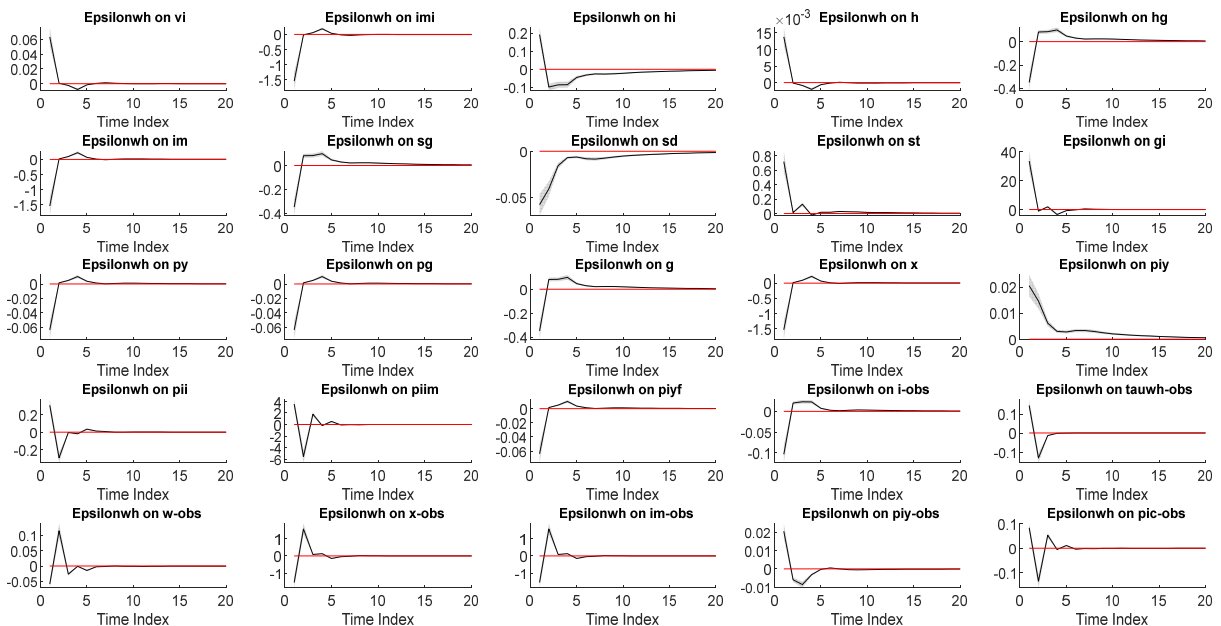 Epsilonwh on vi
Epsilonwh on imi
Epsilonwh on hi
Epsilonwh on h
Epsilonwh on hg
0.06
0.04
0.02
0
0 5 10 15 20
Time Index
0
-0.5
-1
-1.5
0 5 10 15 20
Time Index
0.2
0.1
0
-0.1
0 5 10 15 20
Time Index
×10⁻³
15
10
5
0
0 5 10 15 20
Time Index
0
-0.2
-0.4
0 5 10 15 20
Time Index
Epsilonwh on im
Epsilonwh on sg
Epsilonwh on sd
Epsilonwh on st
Epsilonwh on gi
0
-0.5
-1
-1.5
0 5 10 15 20
Time Index
0
-0.2
-0.4
0 5 10 15 20
Time Index
0
-0.05
0 5 10 15 20
Time Index
0.8
0.6
0.4
0.2
0
0 5 10 15 20
Time Index
40
20
0
0 5 10 15 20
Time Index
Epsilonwh on py
Epsilonwh on pg
Epsilonwh on g
Epsilonwh on x
Epsilonwh on piy
0
-0.02
-0.04
-0.06
0 5 10 15 20
Time Index
0
-0.02
-0.04
-0.06
0 5 10 15 20
Time Index
0
-0.2
-0.4
0 5 10 15 20
Time Index
0
-0.5
-1
-1.5
0 5 10 15 20
Time Index
0.02
0.01
0
0 5 10 15 20
Time Index
Epsilonwh on pii
Epsilonwh on piim
Epsilonwh on piyf
Epsilonwh on i-obs
Epsilonwh on tauwh-obs
0.2
0
-0.2
0 5 10 15 20
Time Index
4
2
0
-2
-4
-6
0 5 10 15 20
Time Index
0
-0.02
-0.04
-0.06
0 5 10 15 20
Time Index
0
-0.05
-0.1
0 5 10 15 20
Time Index
0.1
0
-0.1
0 5 10 15 20
Time Index
Epsilonwh on w-obs
Epsilonwh on x-obs
Epsilonwh on im-obs
Epsilonwh on piy-obs
Epsilonwh on pic-obs
0.1
0.05
0
-0.05
0 5 10 15 20
Time Index
1
0
-1
0 5 10 15 20
Time Index
1
0
-1
0 5 10 15 20
Time Index
0.02
0.01
0
-0.01
0 5 10 15 20
Time Index
0.1
0
-0.1
0 5 10 15 20
Time Index